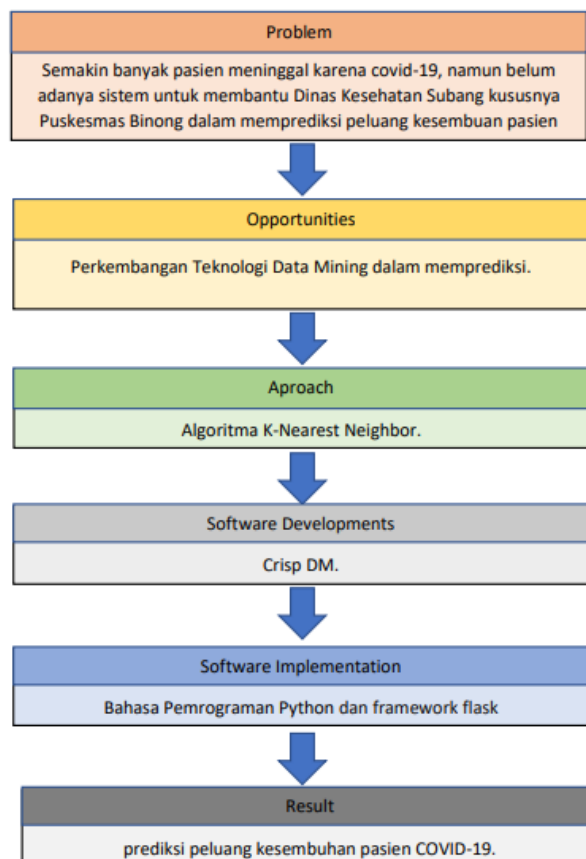 Problem
Semakin banyak pasien meninggal karena covid-19, namun belum
adanya sistem untuk membantu Dinas Kesehatan Subang kususnya
Puskesmas Binong dalam memprediksi peluang kesembuan pasien
Opportunities
Perkembangan Teknologi Data Mining dalam memprediksi.
Aproach
Algoritma K-Nearest Neighbor.
Software Developments
Crisp DM.
Software Implementation
Bahasa Pemrograman Python dan framework flask
Result
prediksi peluang kesembuhan pasien COVID-19.